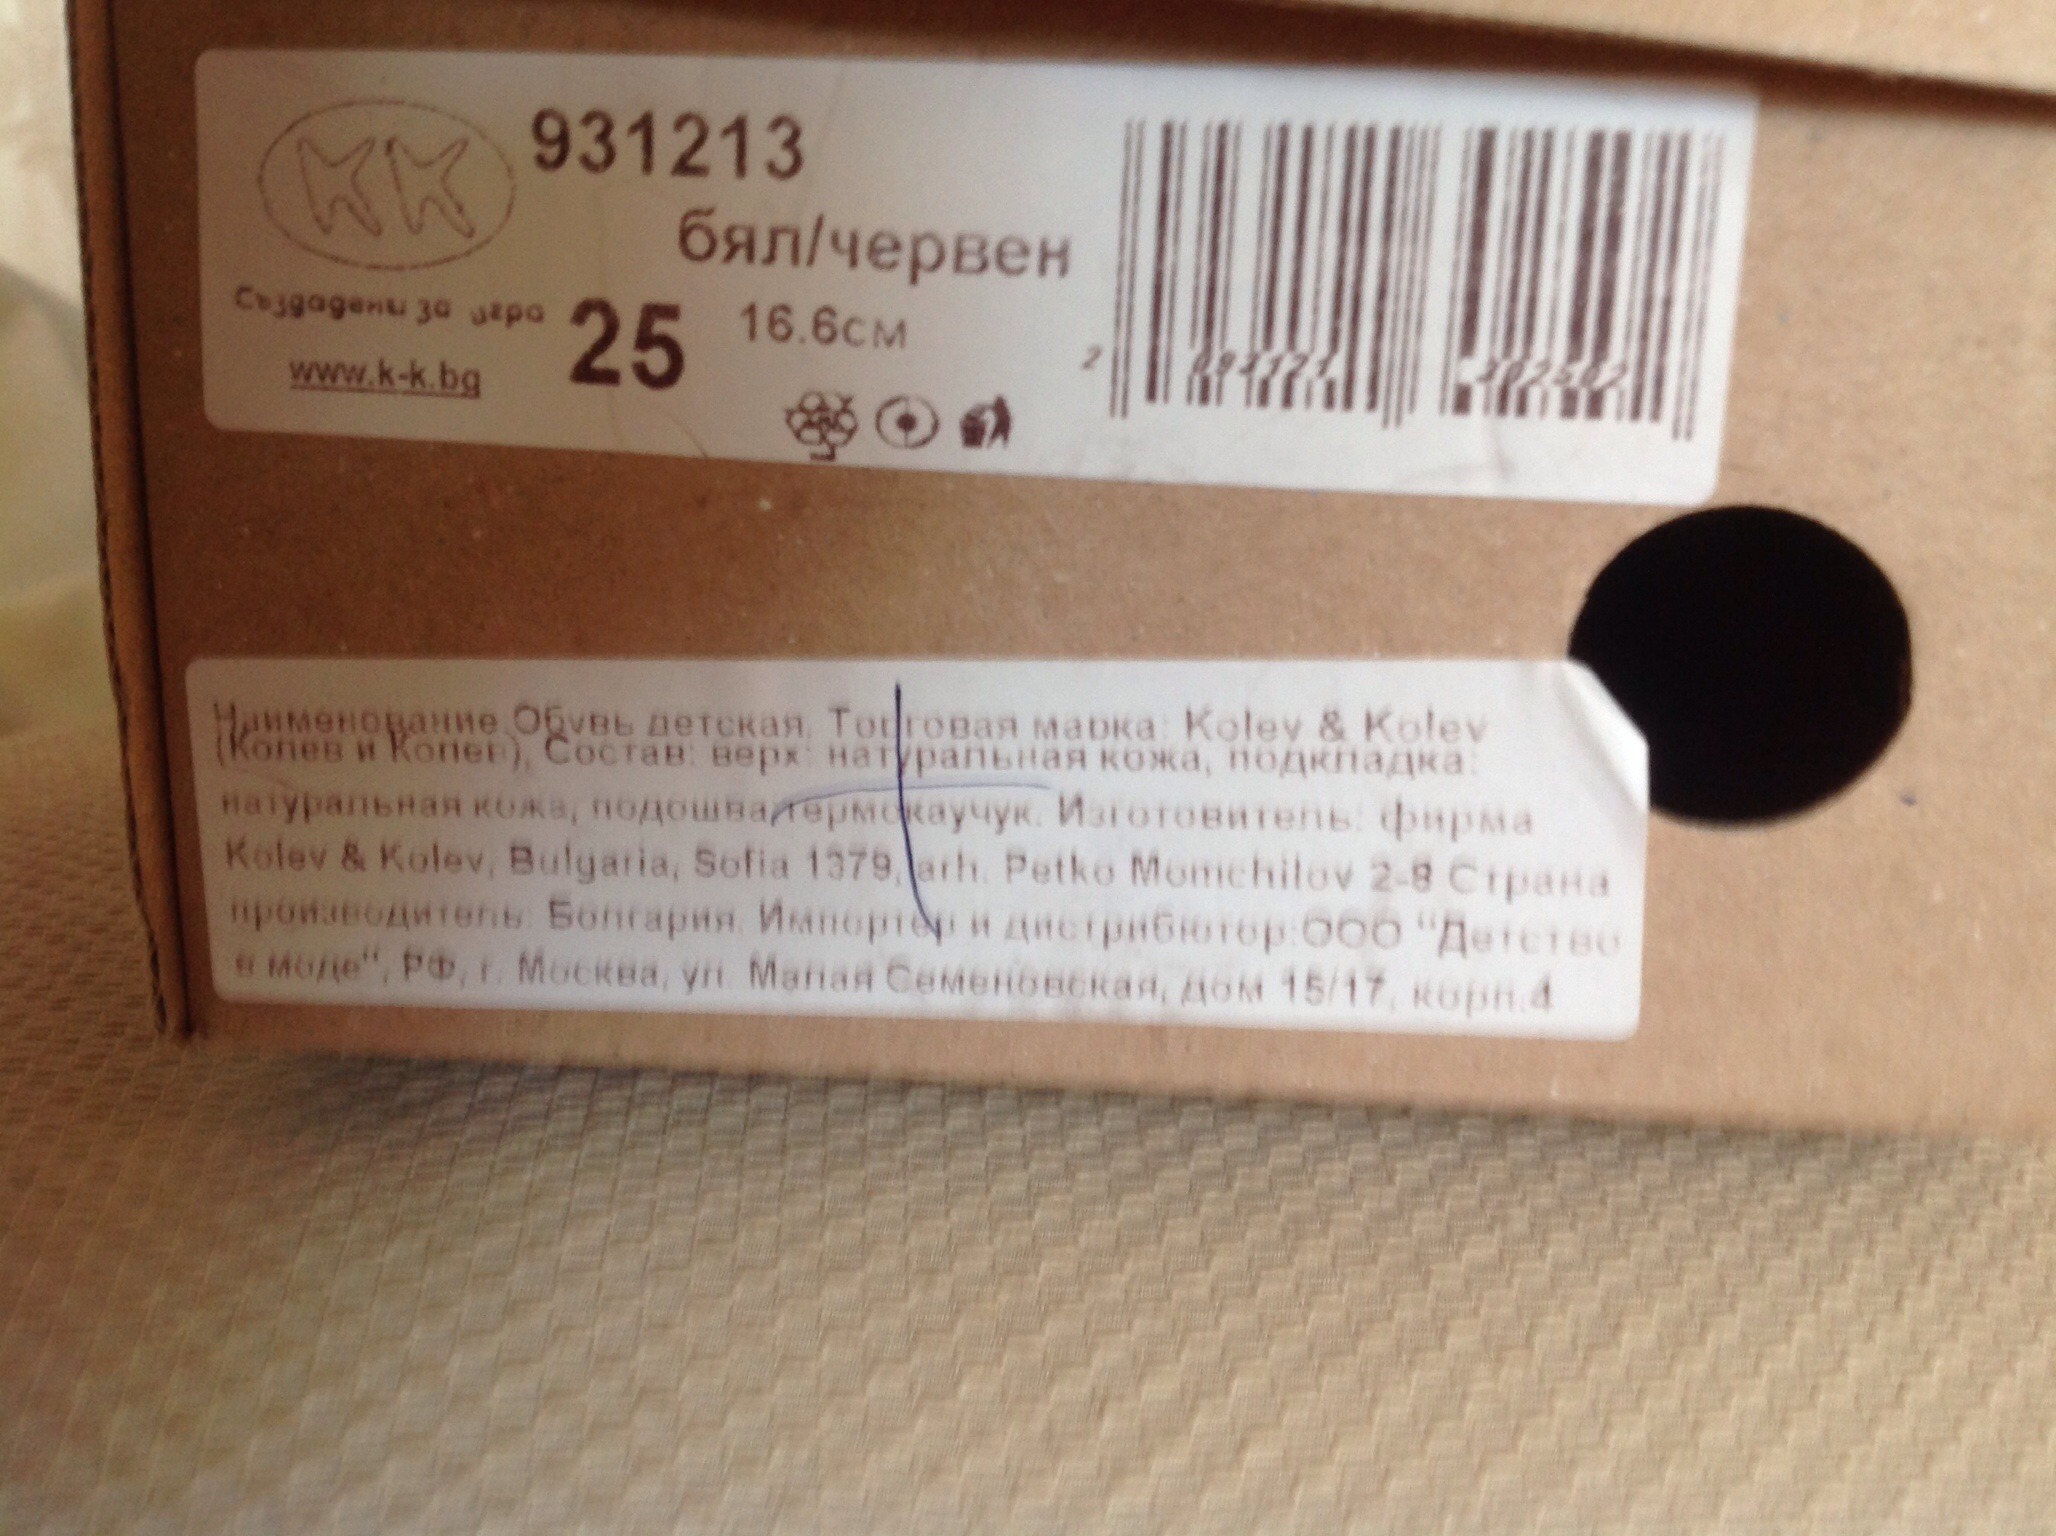 KK
931213
бял/червен
Създадени за игра
25 16.6см
www.k-k.bg
Наименование Обувь детская. Торговая марка: Kolev & Kolev
(Колев и Колев), Состав: верх: натуральная кожа, подкладка:
натуральная кожа, подошва термокаучук. Изготовитель: фирма
Kolev & Kolev, Bulgaria, Sofia 1379, arh. Petko Momchilov 2-8 Страна
производитель: Болгария. Импортер и дистрибютор:ООО "Детство
в моде", РФ, г. Москва, ул. Малая Семеновская, дом 15/17, корп.4